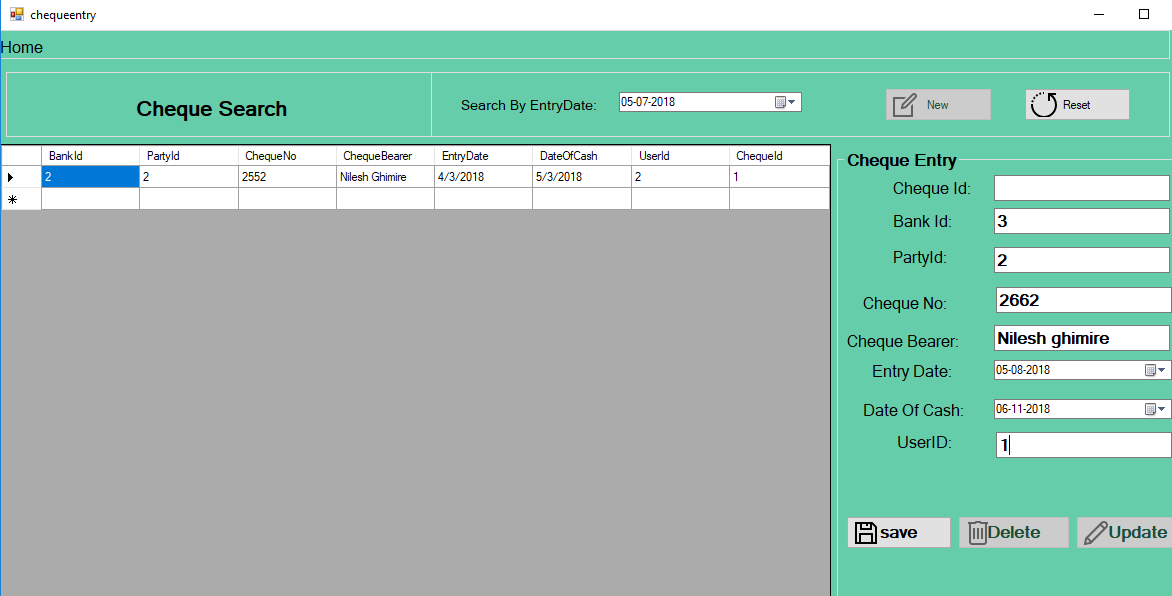 chequeentry
Home
Cheque Search
Search By EntryDate:
05-07-2018
New
Reset
BankId PartyId ChequeNo ChequeBearer EntryDate DateOfCash UserId ChequeId
2 2 2552 Nilesh Ghimire 4/3/2018 5/3/2018 2 1
Cheque Entry
Cheque Id:
Bank Id: 3
PartyId: 2
Cheque No: 2662
Cheque Bearer: Nilesh ghimire
Entry Date: 05-08-2018
Date Of Cash: 06-11-2018
UserID: 1
save Delete Update